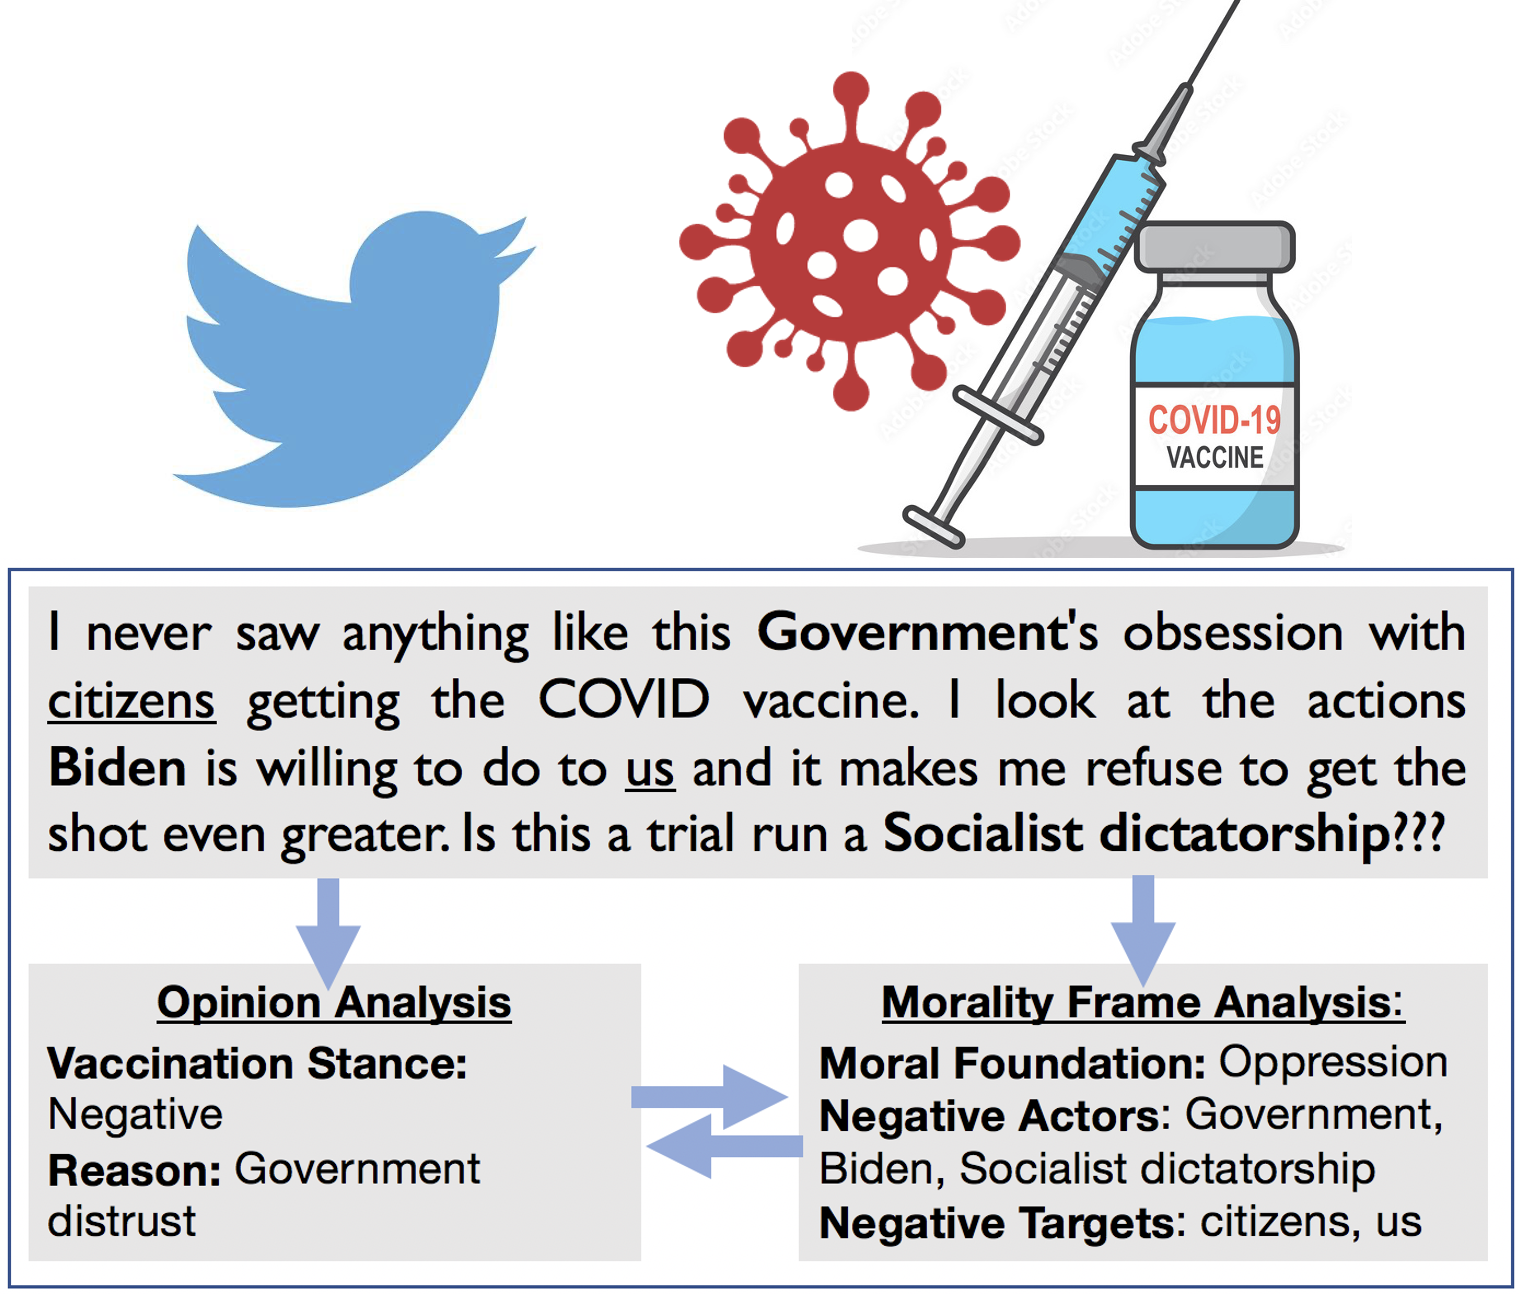 Adobe Stock
COVID-19
VACCINE
I never saw anything like this Government's obsession with
citizens getting the COVID vaccine. I look at the actions
Biden is willing to do to us and it makes me refuse to get the
shot even greater. Is this a trial run a Socialist dictatorship???
Opinion Analysis
Vaccination Stance:
Negative
Reason: Government
distrust
Morality Frame Analysis:
Moral Foundation: Oppression
Negative Actors: Government,
Biden, Socialist dictatorship
Negative Targets: citizens, us